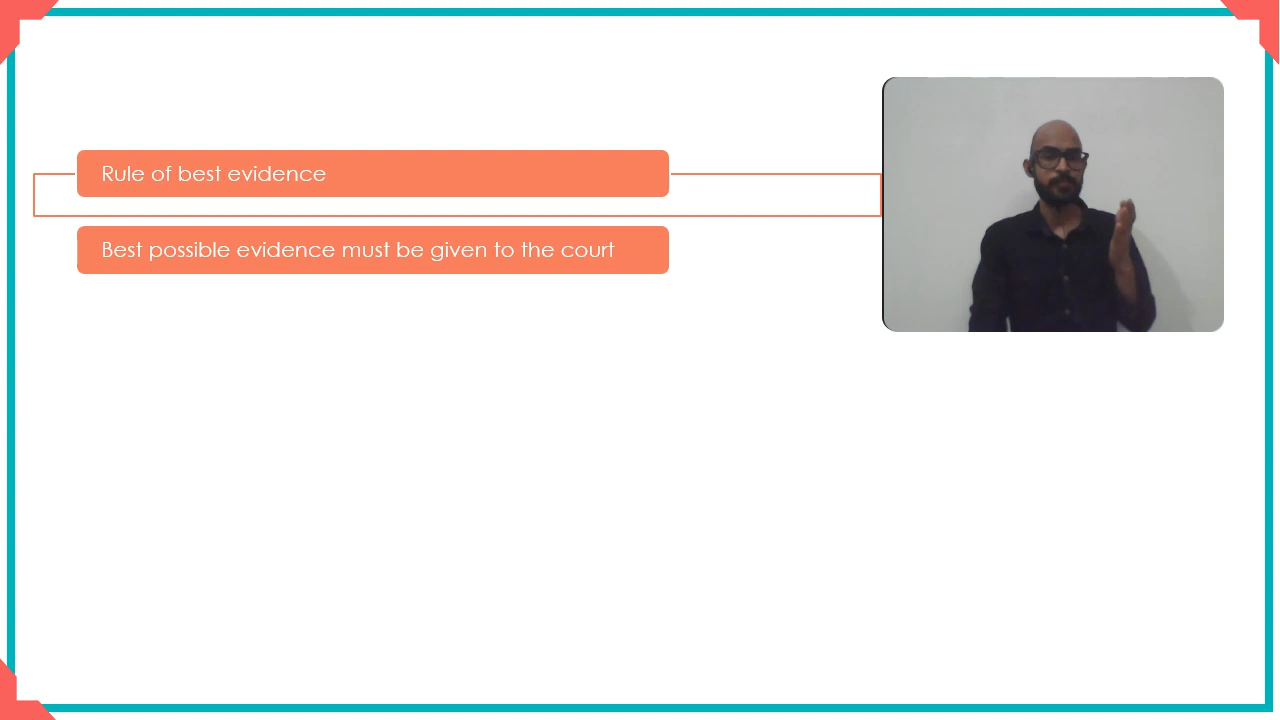 Rule of best evidence
Best possible evidence must be given to the court